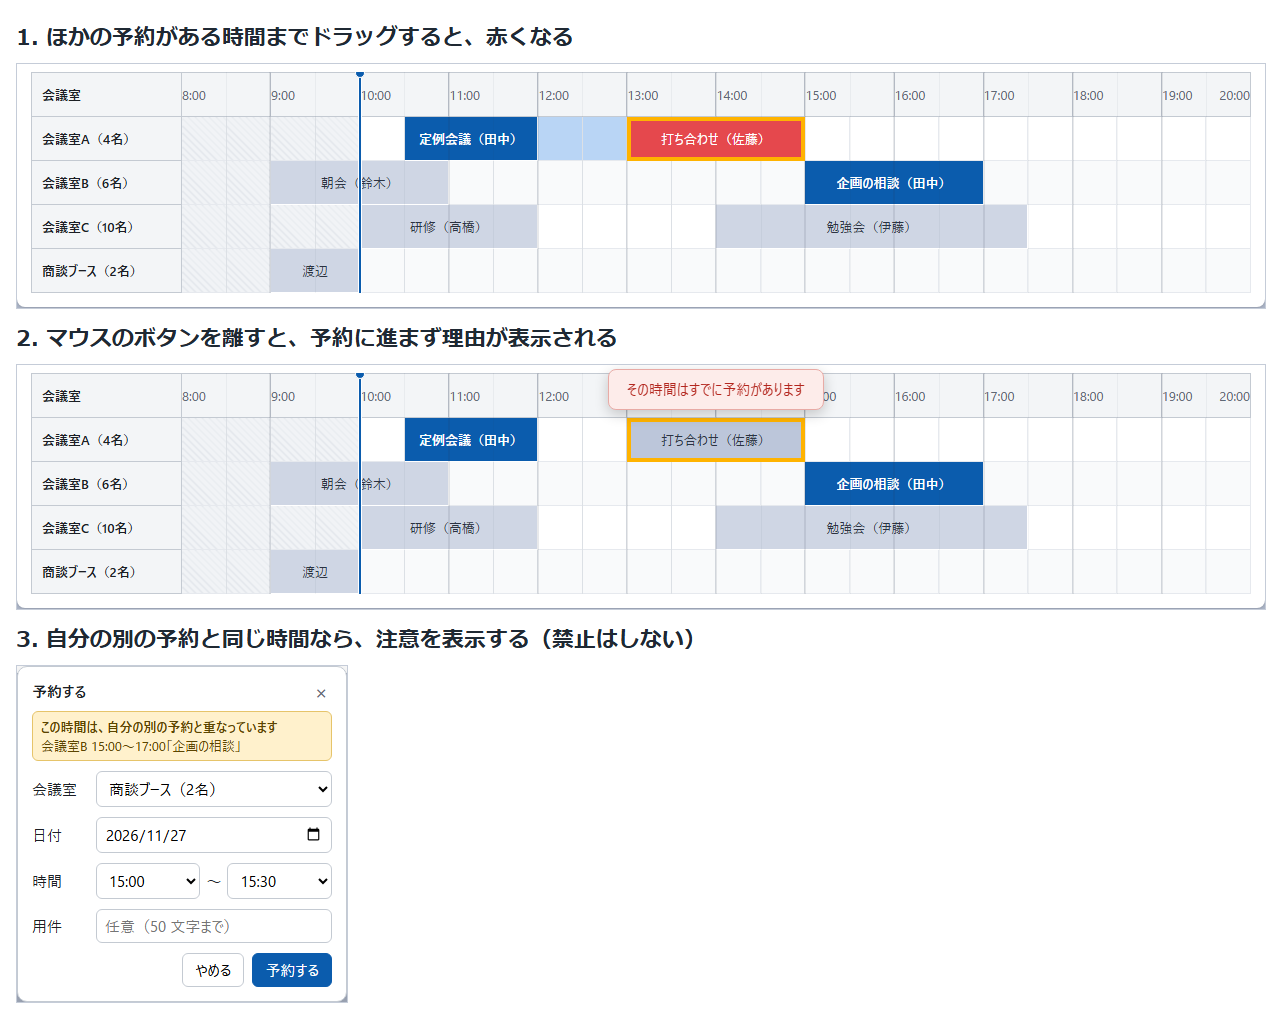 1. ほかの予約がある時間までドラッグすると、赤くなる
会議室 8:00 9:00 10:00 11:00 12:00 13:00 14:00 15:00 16:00 17:00 18:00 19:00 20:00
会議室A（4名） 定例会議（田中） 打ち合わせ（佐藤）
会議室B（6名） 朝会（鈴木） 企画の相談（田中）
会議室C（10名） 研修（高橋） 勉強会（伊藤）
商談ブース（2名） 渡辺
2. マウスのボタンを離すと、予約に進まず理由が表示される
その時間はすでに予約があります
会議室 8:00 9:00 10:00 11:00 12:00 00 16:00 17:00 18:00 19:00 20:00
会議室A（4名） 定例会議（田中） 打ち合わせ（佐藤）
会議室B（6名） 朝会（鈴木） 企画の相談（田中）
会議室C（10名） 研修（高橋） 勉強会（伊藤）
商談ブース（2名） 渡辺
3. 自分の別の予約と同じ時間なら、注意を表示する（禁止はしない）
予約する ×
この時間は、自分の別の予約と重なっています
会議室B 15:00～17:00「企画の相談」
会議室 商談ブース（2名）
日付 2026/11/27
時間 15:00 ～ 15:30
用件 任意（50 文字まで）
やめる 予約する